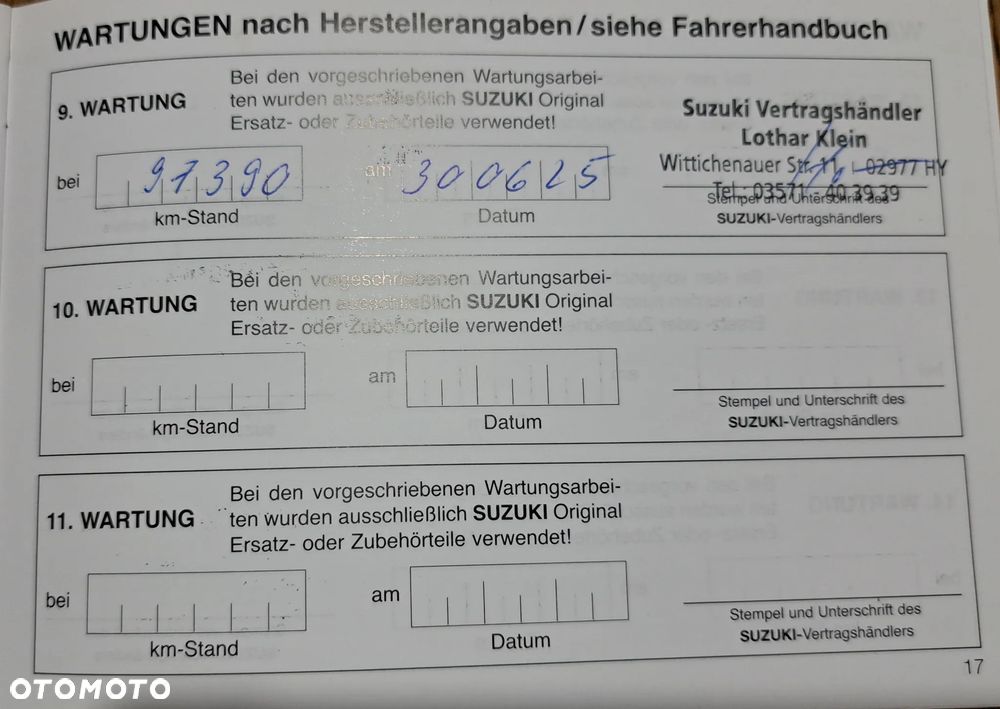 WARTUNGEN nach Herstellerangaben/siehe Fahrerhandbuch
9. WARTUNG
Bei den vorgeschriebenen Wartungsarbei-
ten wurden ausschließlich SUZUKI Original
Ersatz- oder Zubehörteile verwendet!
bei 97390
km-Stand
am 300625
Datum
Suzuki Vertragshändler
Lothar Klein
Wittichenauer Str. 11, 02977 HY
Tel.: 03571 - 40 39 39
Stempel und Unterschrift des
SUZUKI-Vertragshändlers
10. WARTUNG
Bei den vorgeschriebenen Wartungsarbei-
ten wurden ausschließlich SUZUKI Original
Ersatz- oder Zubehörteile verwendet!
bei
km-Stand
am
Datum
Stempel und Unterschrift des
SUZUKI-Vertragshändlers
11. WARTUNG
Bei den vorgeschriebenen Wartungsarbei-
ten wurden ausschließlich SUZUKI Original
Ersatz- oder Zubehörteile verwendet!
bei
km-Stand
am
Datum
Stempel und Unterschrift des
SUZUKI-Vertragshändlers
17
OTOMOTO